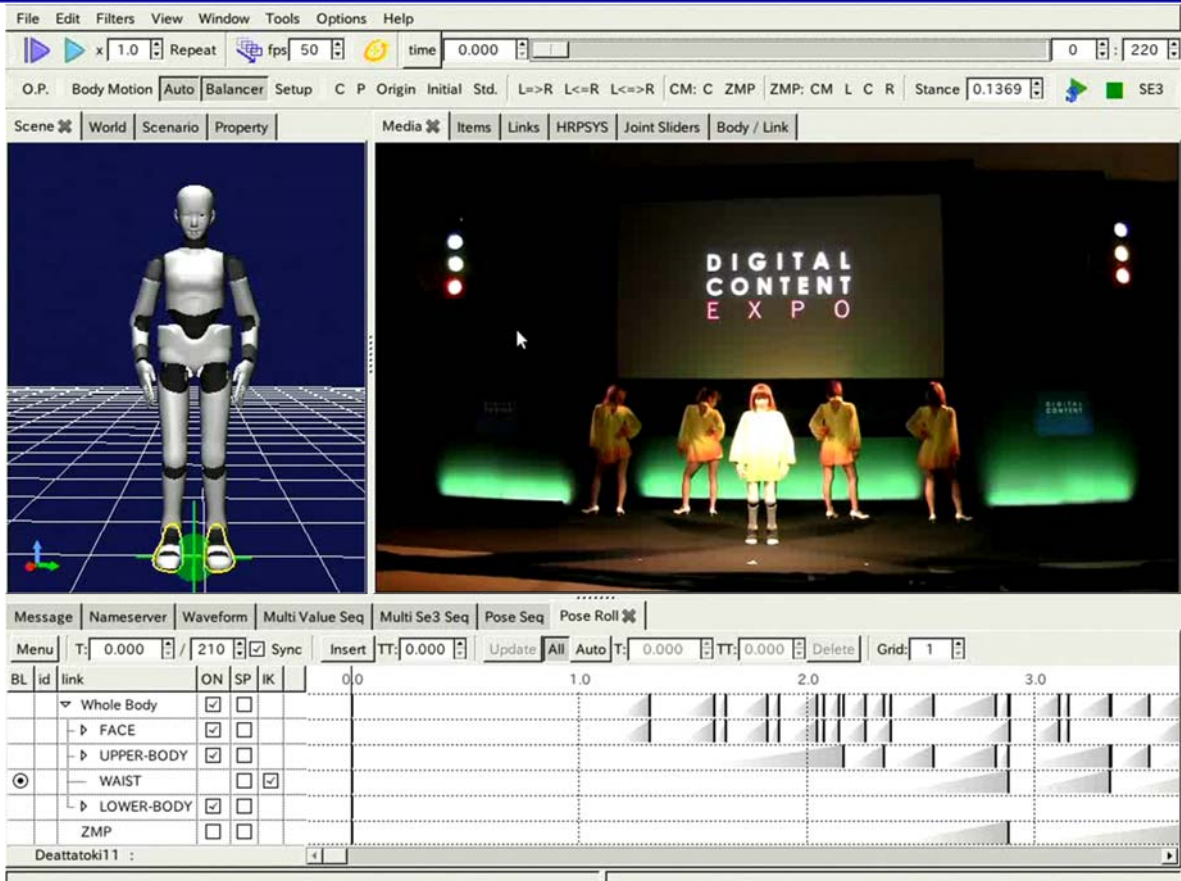 File Edit Filters View Window Tools Options Help
x 1.0 Repeat fps 50 time 0.000 0 : 220
O.P. Body Motion Auto Balancer Setup C P Origin Initial Std. L=>R L<=R L<=>R CM: C ZMP ZMP: CM L C R Stance 0.1369 SE3
Scene World Scenario Property Media Items Links HRPSYS Joint Sliders Body / Link
DIGITAL
CONTENT
EXPO
DIGITAL
CONTENT
Message Nameserver Waveform Multi Value Seq Multi Se3 Seq Pose Seq Pose Roll
Menu T: 0.000 / 210 Sync Insert TT: 0.000 Update All Auto T: 0.000 TT: 0.000 Delete Grid: 1
BL id link ON SP IK 0.0 1.0 2.0 3.0
Whole Body
FACE
UPPER-BODY
WAIST
LOWER-BODY
ZMP
Deattatoki11 :